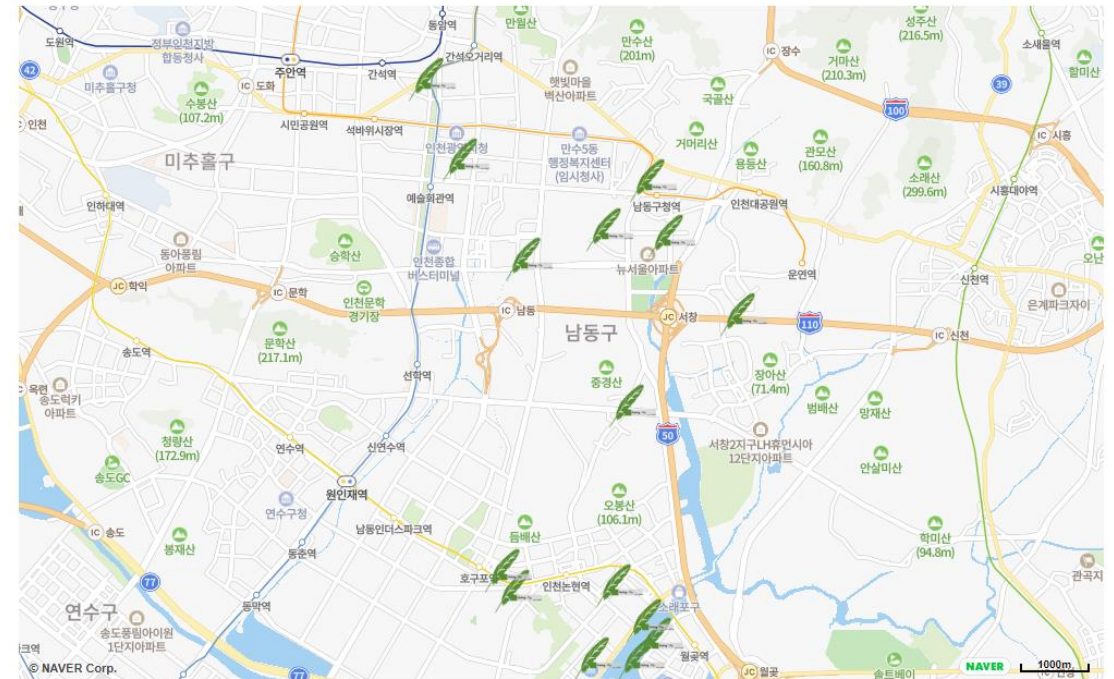 만월산
성주산
(216.5m)
도원역
정부인천지방
합동청사
동암역
간석오거리역
만수산
(201m)
IC 장수
거마산
(210.3m)
소새울역
42
미추홀구청
주안역
간석역
햇빛마을
벽산아파트
39
할미산
IC 도화
수봉산
(107.2m)
국골산
100
IC 인천
시민공원역
석바위시장역
미추홀구
만수5동
행정복지센터
(임시청사)
거머리산
용등산
관모산
(160.8m)
IC 시흥
소래산
(299.6m)
시흥대야역
인하대역
예술회관역
남동구청역
인천대공원역
동아풍림
아파트
승학산
인천종합
버스터미널
뉴서울아파트
운연역
신천역
JC 학익
IC 문학
인천문학
경기장
IC 남동
JC 서창
110
은계파크자이
IC 신천
문학산
(217.1m)
남동구
송도역
선학역
중경산
장아산
(71.4m)
범배산
망재산
옥련
송도럭키
아파트
청량산
(172.9m)
송도GC
연수역
신연수역
50
서창2지구LH휴먼시아
12단지아파트
안살미산
원인재역
연수구청
오봉산
(106.1m)
IC 송도
봉재산
남동인더스파크역
듬배산
학미산
(94.8m)
동춘역
77
호구포역
인천논현역
관곡지
연수구
동막역
소래포구
송도풍림아이원
1단지아파트
월곶역
77
JC 월곶
솔트베이
© NAVER Corp.
NAVER
1000m